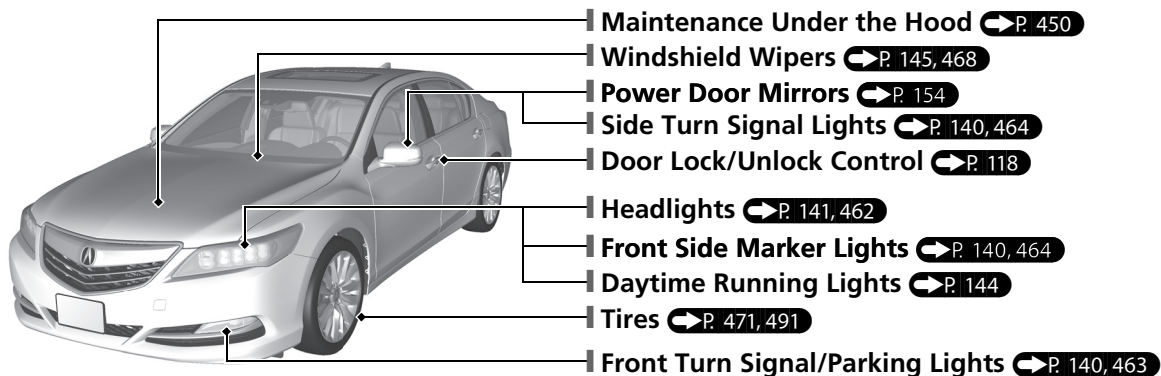 Maintenance Under the Hood P. 450
Windshield Wipers P. 145, 468
Power Door Mirrors P. 154
Side Turn Signal Lights P. 140, 464
Door Lock/Unlock Control P. 118
Headlights P. 141, 462
Front Side Marker Lights P. 140, 464
Daytime Running Lights P. 144
Tires P. 471, 491
Front Turn Signal/Parking Lights P. 140, 463